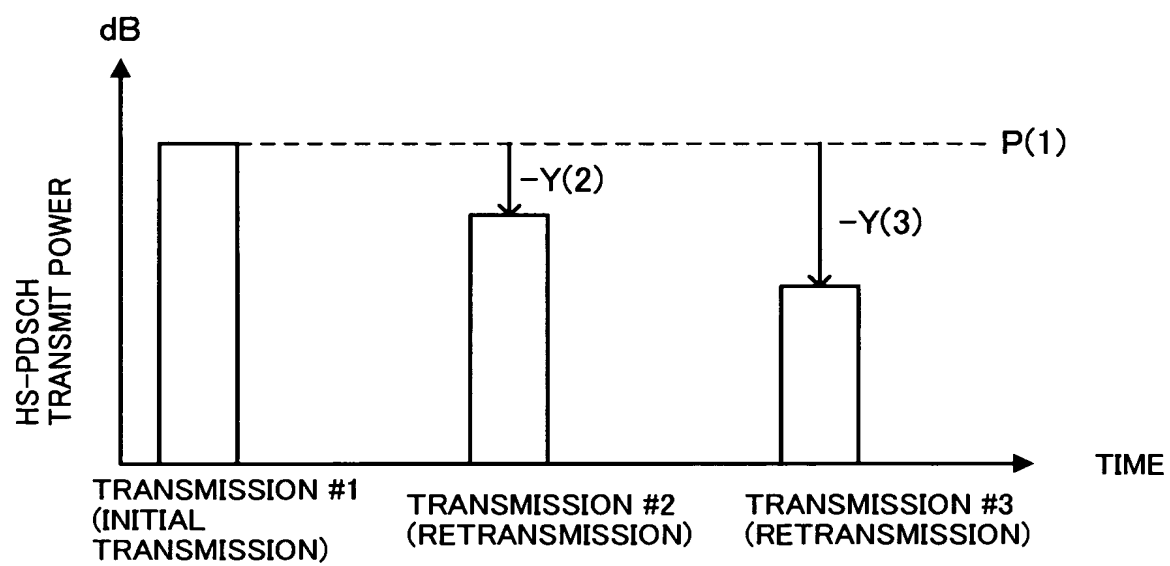 dB
P(1)
-Y(2)
-Y(3)
HS-PDSCH
TRANSMIT POWER
TIME
TRANSMISSION #1
(INITIAL
TRANSMISSION)
TRANSMISSION #2
(RETRANSMISSION)
TRANSMISSION #3
(RETRANSMISSION)